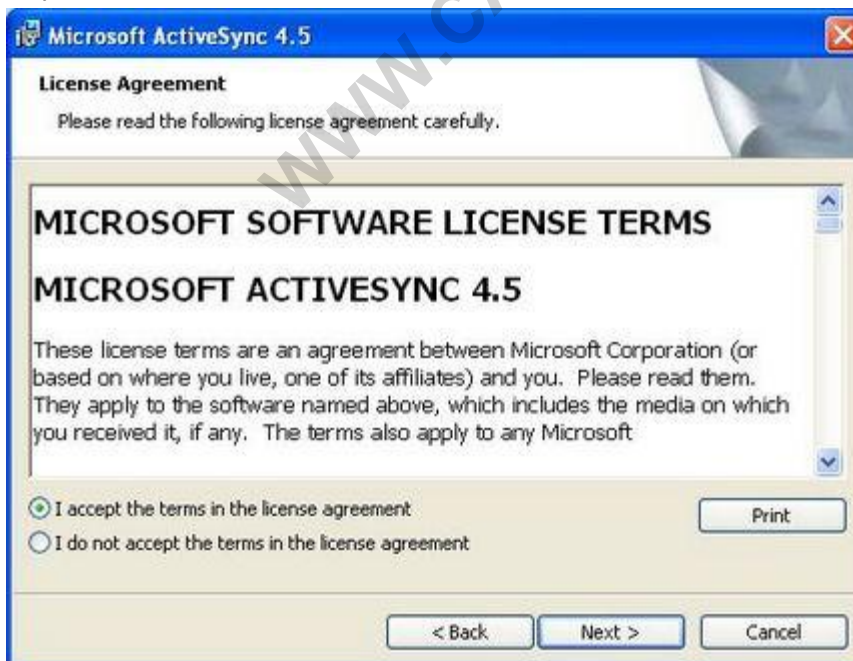 Microsoft ActiveSync 4.5
License Agreement
Please read the following license agreement carefully.
MICROSOFT SOFTWARE LICENSE TERMS
MICROSOFT ACTIVESYNC 4.5
These license terms are an agreement between Microsoft Corporation (or
based on where you live, one of its affiliates) and you. Please read them.
They apply to the software named above, which includes the media on which
you received it, if any. The terms also apply to any Microsoft
I accept the terms in the license agreement
Print
I do not accept the terms in the license agreement
< Back
Next >
Cancel